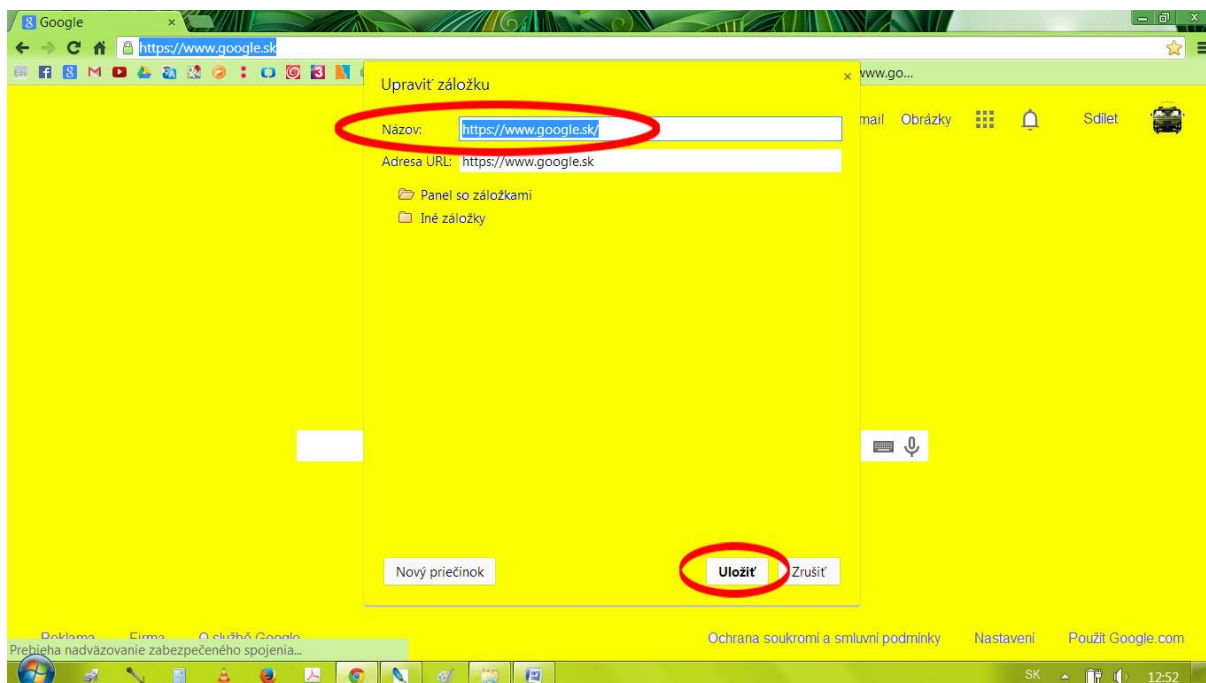 Google
https://www.google.sk
www.go...
Upraviť záložku
Názov: https://www.google.sk/
Adresa URL: https://www.google.sk
Panel so záložkami
Iné záložky
mail Obrázky Sdílet
Nový priečinok Uložiť Zrušiť
Reklama Firma O službě Google
Ochrana soukromí a smluvní podmínky Nastavení Použít Google.com
Prebieha nadväzovanie zabezpečeného spojenia...
SK 12:52